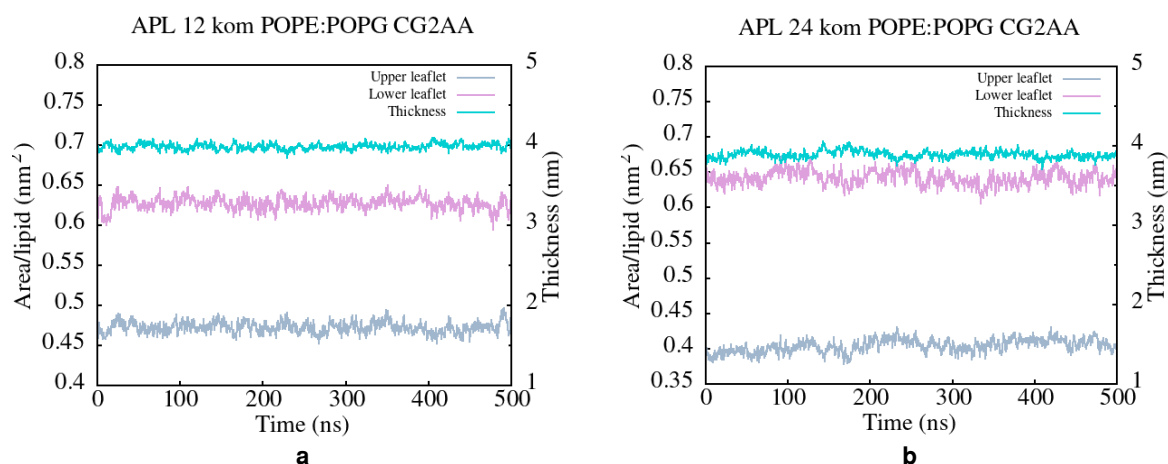 APL 12 kom POPE:POPG CG2AA
0.8
0.75
0.7
0.65
0.6
0.55
0.5
0.45
0.4
Area/lipid (nm^2)
Upper leaflet
Lower leaflet
Thickness
5
4
3
2
1
Thickness (nm)
0 100 200 300 400 500
Time (ns)
a
APL 24 kom POPE:POPG CG2AA
0.8
0.75
0.7
0.65
0.6
0.55
0.5
0.45
0.4
0.35
Area/lipid (nm^2)
Upper leaflet
Lower leaflet
Thickness
5
4
3
2
1
Thickness (nm)
0 100 200 300 400 500
Time (ns)
b